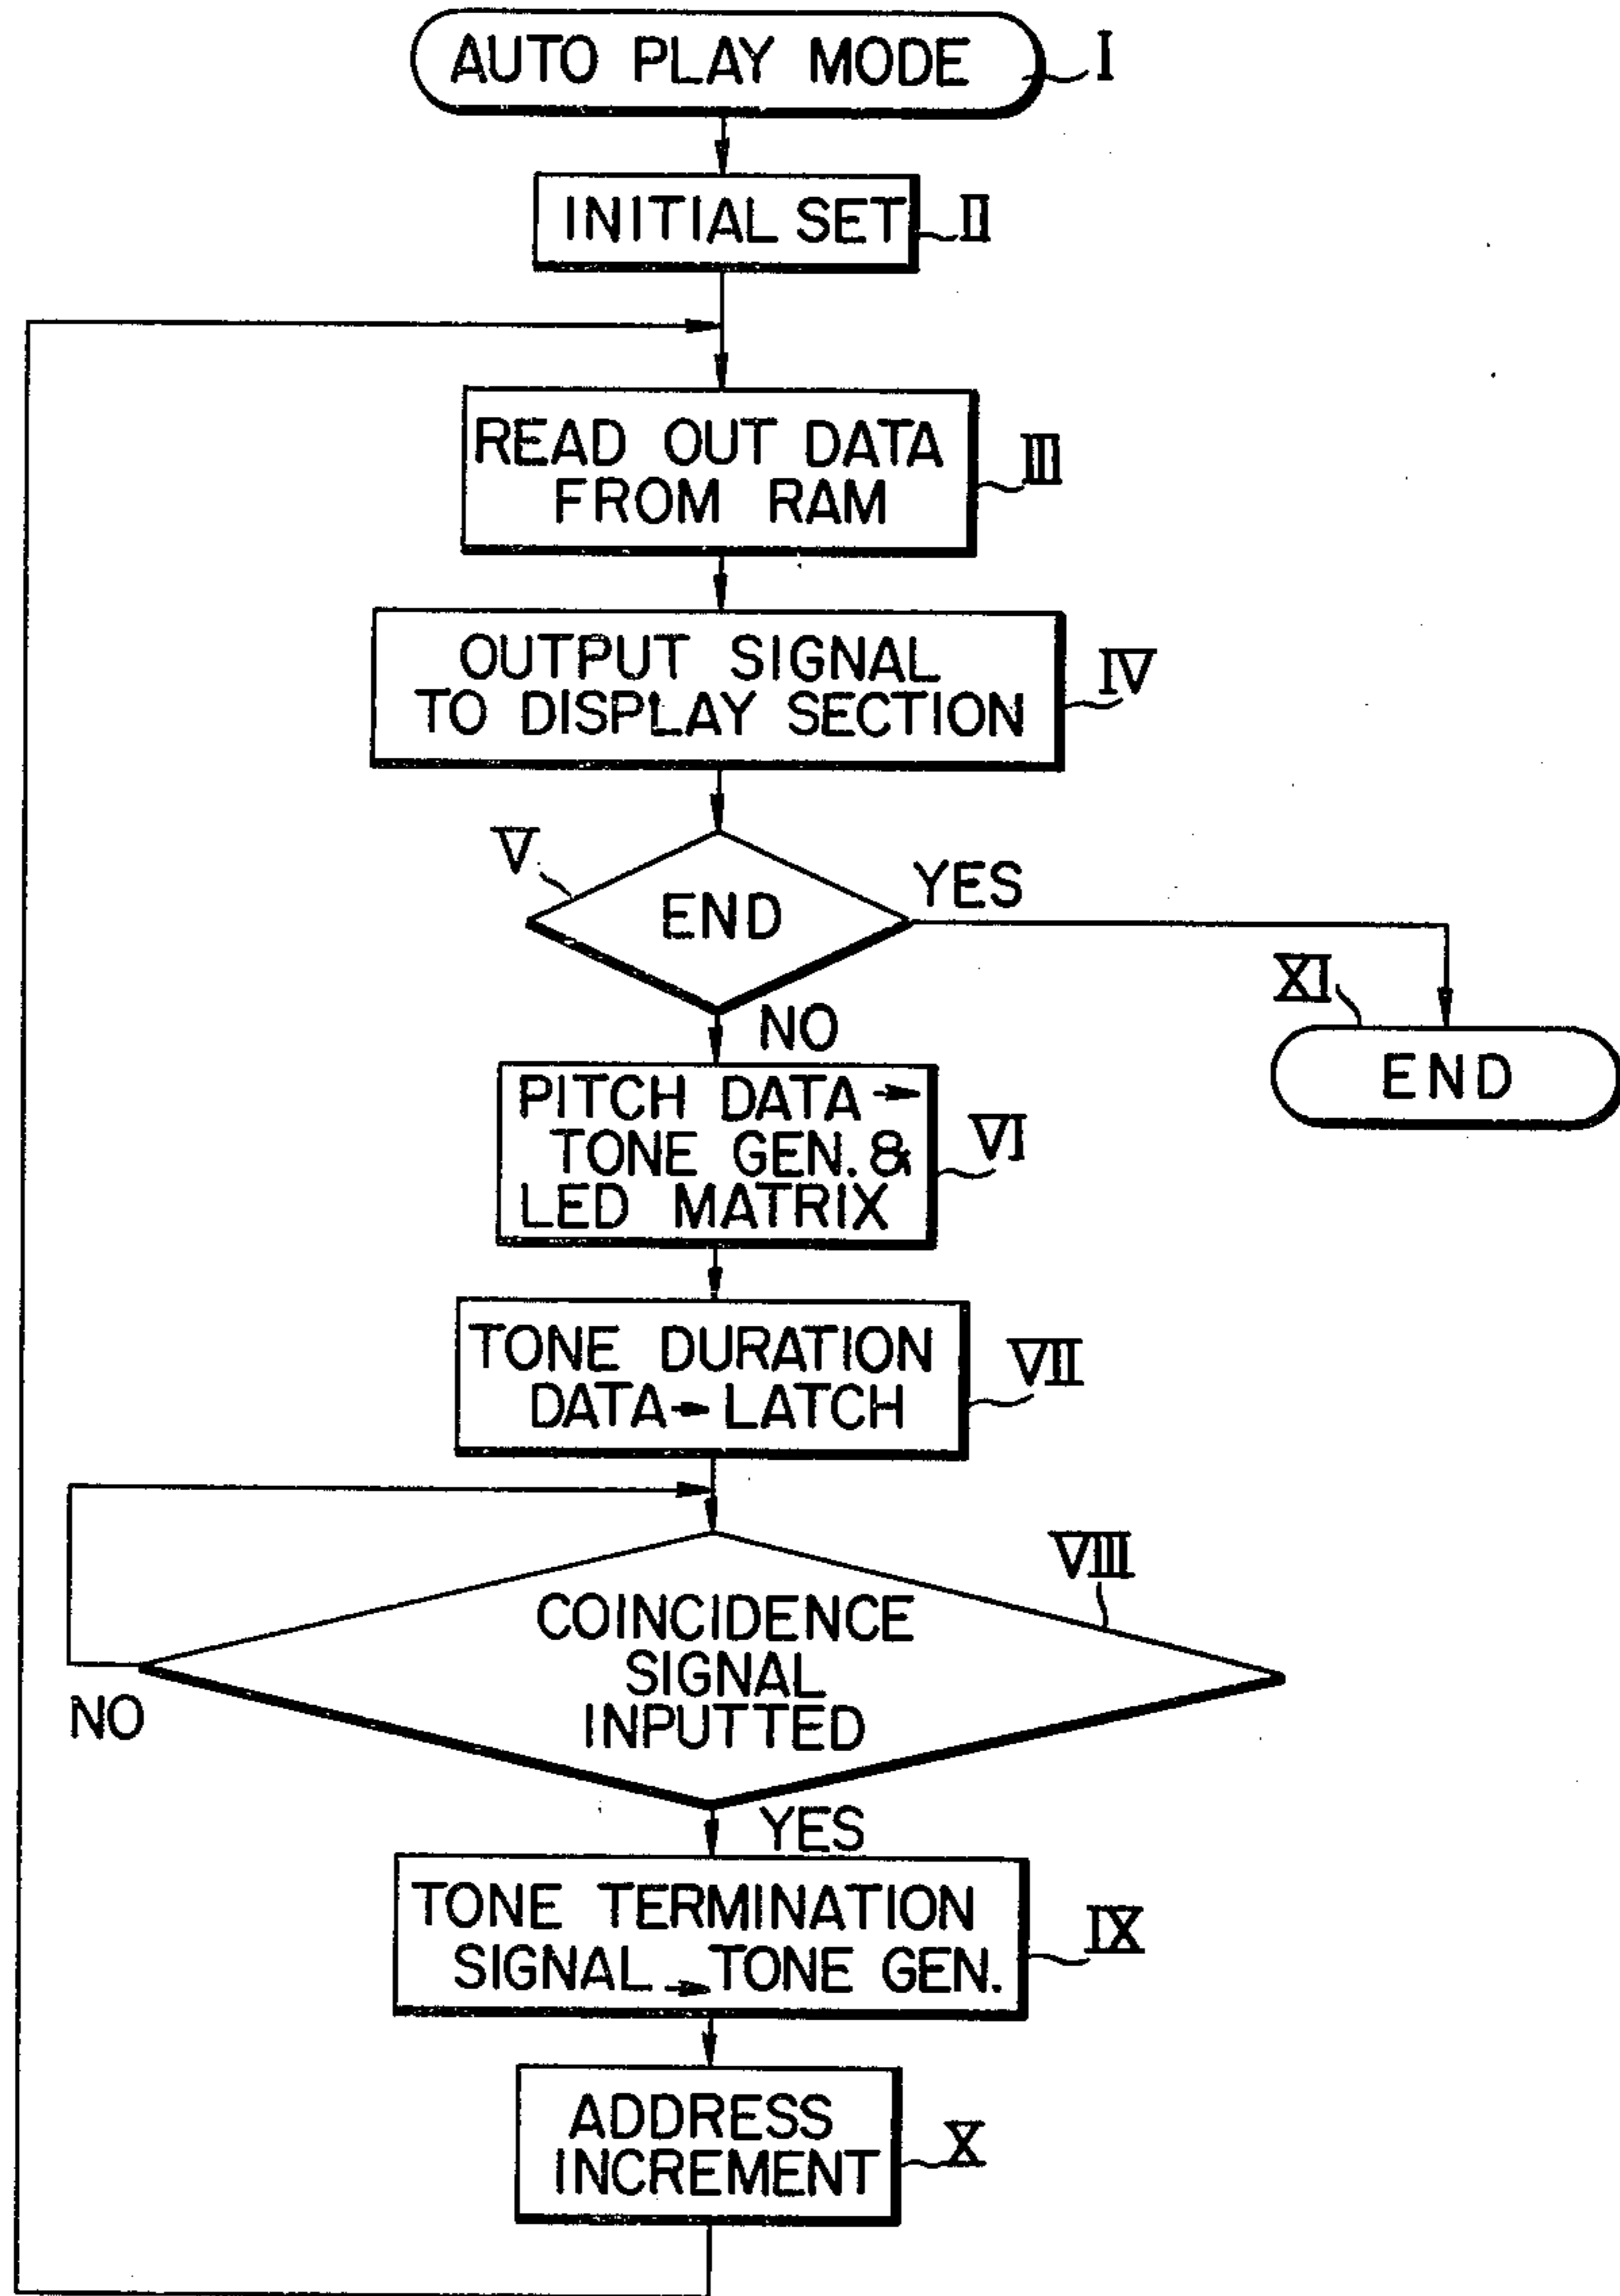 AUTO PLAY MODE I
INITIAL SET II
READ OUT DATA
FROM RAM
III
OUTPUT SIGNAL
TO DISPLAY SECTION
IV
V
END
YES
NO
XI
END
PITCH DATA →
TONE GEN. &
LED MATRIX
VI
TONE DURATION
DATA → LATCH
VII
VIII
COINCIDENCE
SIGNAL
INPUTTED
NO
YES
TONE TERMINATION
SIGNAL → TONE GEN.
IX
ADDRESS
INCREMENT
X